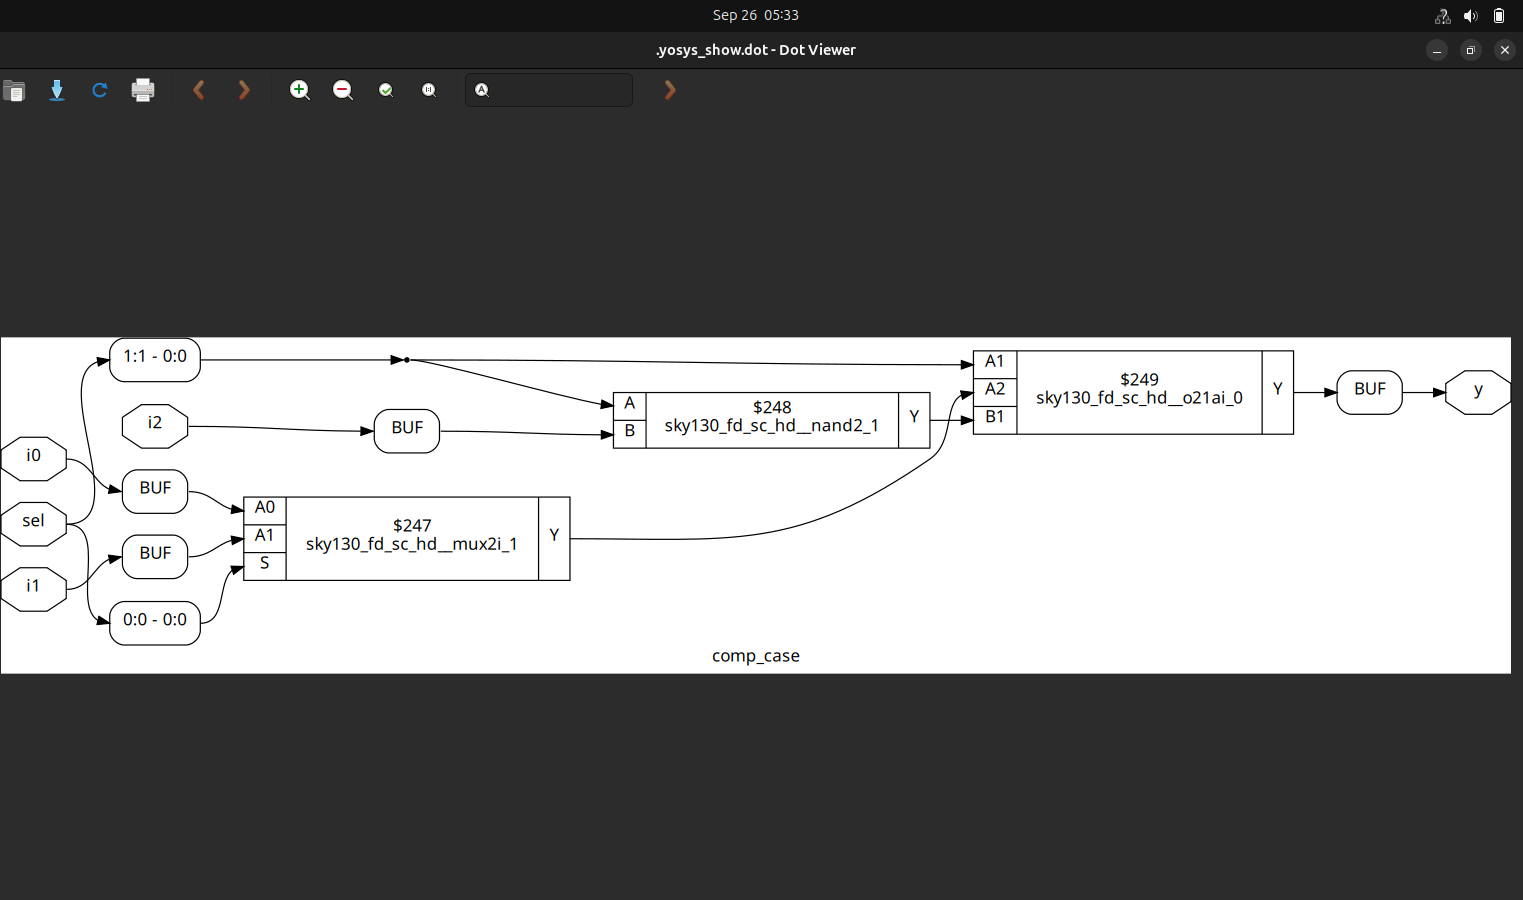 Sep 26 05:33
.yosys_show.dot - Dot Viewer
1:1 - 0:0
i2
BUF
i0
BUF
sel
BUF
i1
0:0 - 0:0
A0
A1
S
$247
sky130_fd_sc_hd__mux2i_1
Y
A
B
$248
sky130_fd_sc_hd__nand2_1
Y
A1
A2
B1
$249
sky130_fd_sc_hd__o21ai_0
Y
BUF
y
comp_case